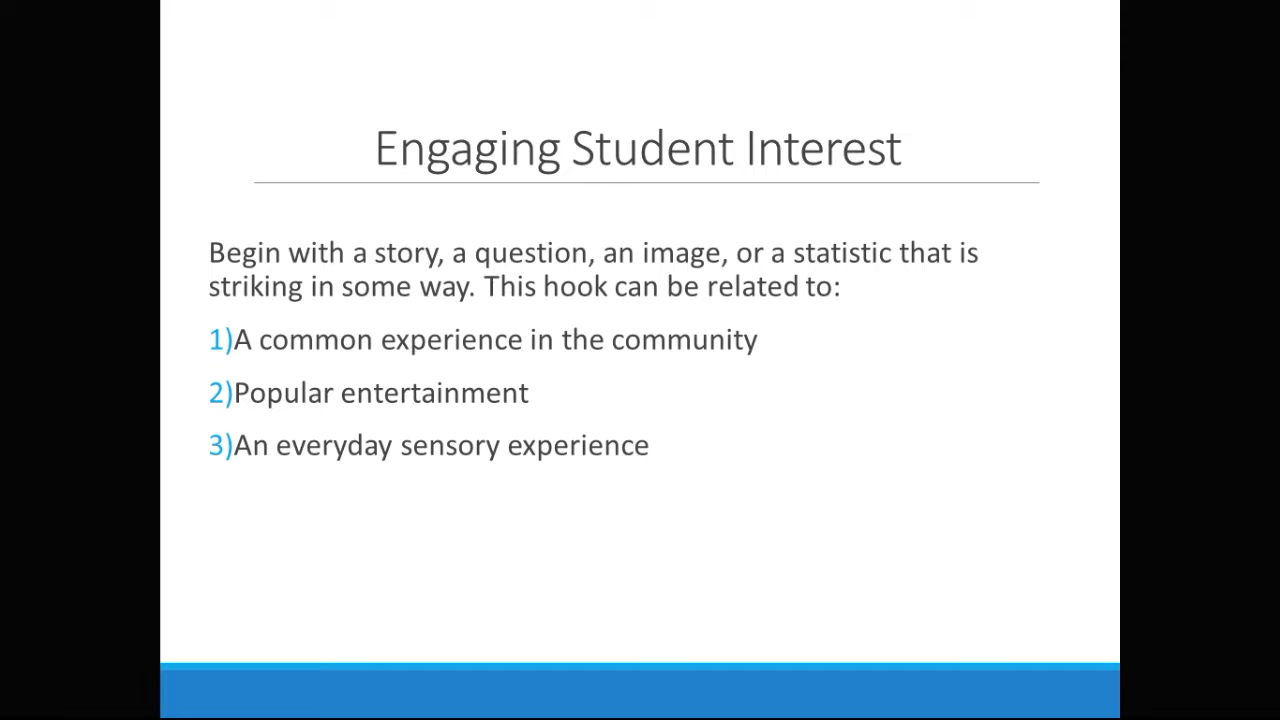 Engaging Student Interest
Begin with a story, a question, an image, or a statistic that is
striking in some way. This hook can be related to:
1)A common experience in the community
2)Popular entertainment
3)An everyday sensory experience